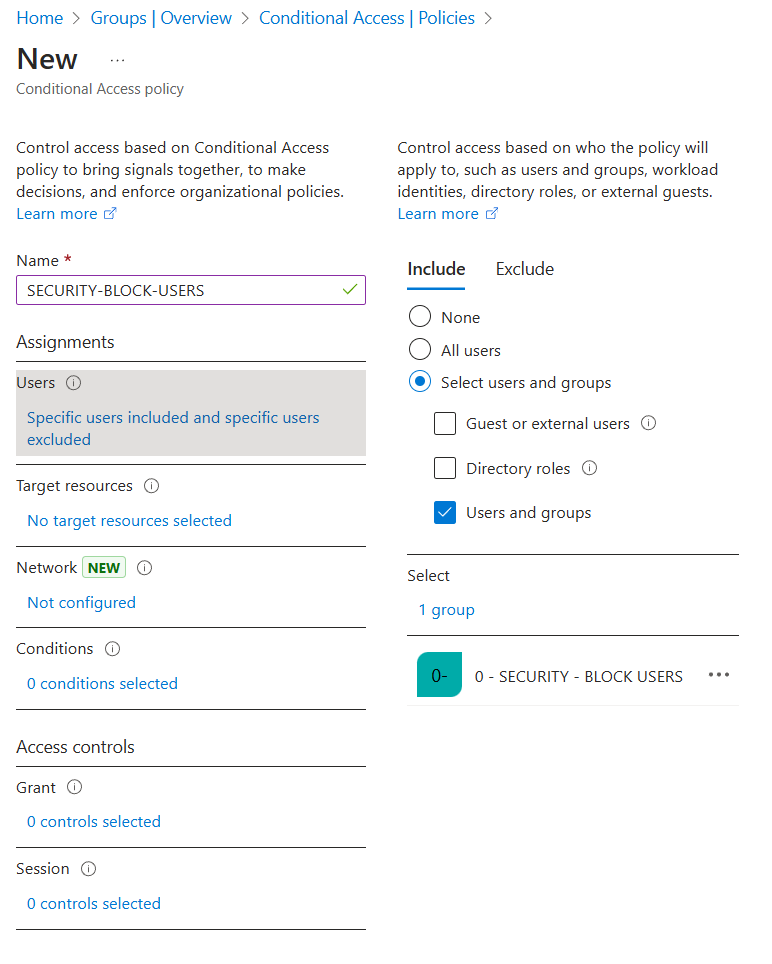 Home > Groups | Overview > Conditional Access | Policies >
New ...
Conditional Access policy
Control access based on Conditional Access
policy to bring signals together, to make
decisions, and enforce organizational policies.
Learn more
Name *
SECURITY-BLOCK-USERS
Assignments
Users
Specific users included and specific users
excluded
Target resources
No target resources selected
Network NEW
Not configured
Conditions
0 conditions selected
Access controls
Grant
0 controls selected
Session
0 controls selected
Control access based on who the policy will
apply to, such as users and groups, workload
identities, directory roles, or external guests.
Learn more
Include Exclude
None
All users
Select users and groups
Guest or external users
Directory roles
Users and groups
Select
1 group
0- 0 - SECURITY - BLOCK USERS ...